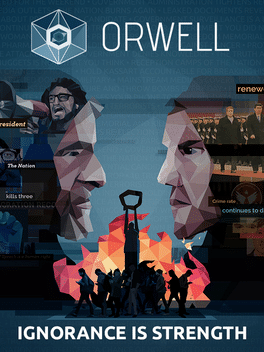 ORWELL
renew
resident
The Nation
kills three
Crime rate
continues to d
IGNORANCE IS STRENGTH